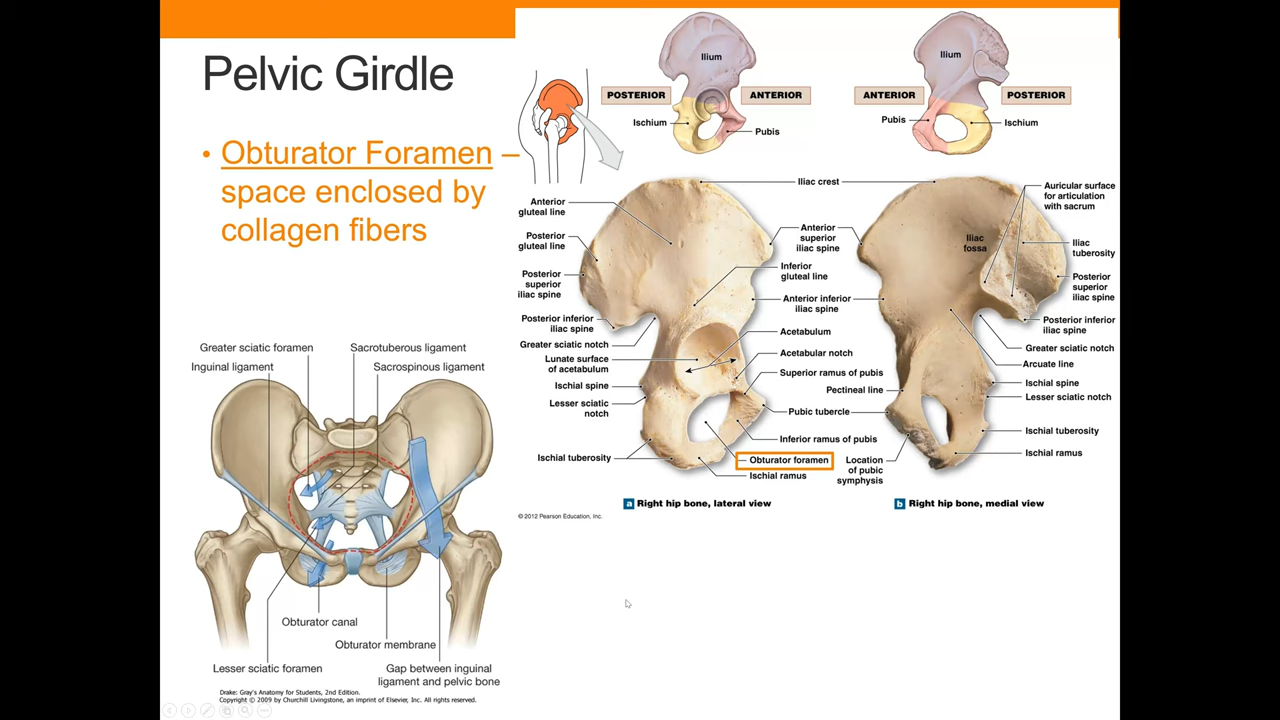 Pelvic Girdle
• Obturator Foramen –
space enclosed by
collagen fibers
Greater sciatic foramen
Sacrotuberous ligament
Inguinal ligament
Sacrospinous ligament
Obturator canal
Obturator membrane
Lesser sciatic foramen
Gap between inguinal
ligament and pelvic bone
Drake: Gray's Anatomy for Students, 2nd Edition.
Copyright © 2009 by Churchill Livingstone, an imprint of Elsevier, Inc. All rights reserved.
Ilium
POSTERIOR
ANTERIOR
Ischium
Pubis
Ilium
ANTERIOR
POSTERIOR
Pubis
Ischium
Iliac crest
Anterior
gluteal line
Posterior
gluteal line
Posterior
superior
iliac spine
Posterior inferior
iliac spine
Greater sciatic notch
Lunate surface
of acetabulum
Ischial spine
Lesser sciatic
notch
Ischial tuberosity
Anterior
superior
iliac spine
Inferior
gluteal line
Anterior inferior
iliac spine
Acetabulum
Acetabular notch
Superior ramus of pubis
Pectineal line
Pubic tubercle
Inferior ramus of pubis
Obturator foramen
Ischial ramus
Location
of pubic
symphysis
Auricular surface
for articulation
with sacrum
Iliac
fossa
Iliac
tuberosity
Posterior
superior
iliac spine
Posterior inferior
iliac spine
Greater sciatic notch
Arcuate line
Ischial spine
Lesser sciatic notch
Ischial tuberosity
Ischial ramus
a Right hip bone, lateral view
b Right hip bone, medial view
© 2012 Pearson Education, Inc.